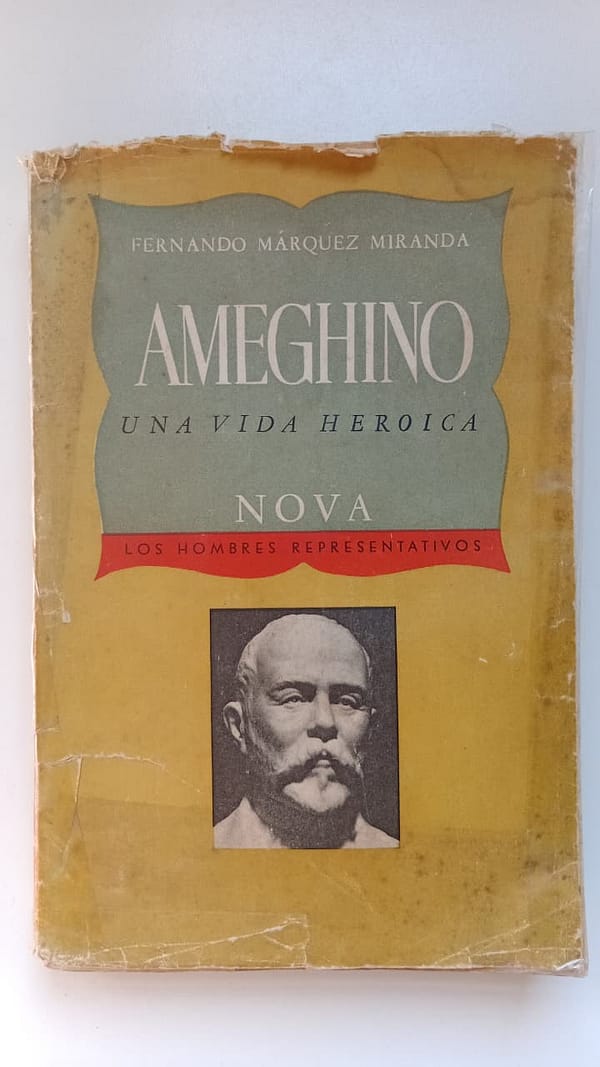 FERNANDO MÁRQUEZ MIRANDA
AMEGHINO
UNA VIDA HEROICA
NOVA
LOS HOMBRES REPRESENTATIVOS